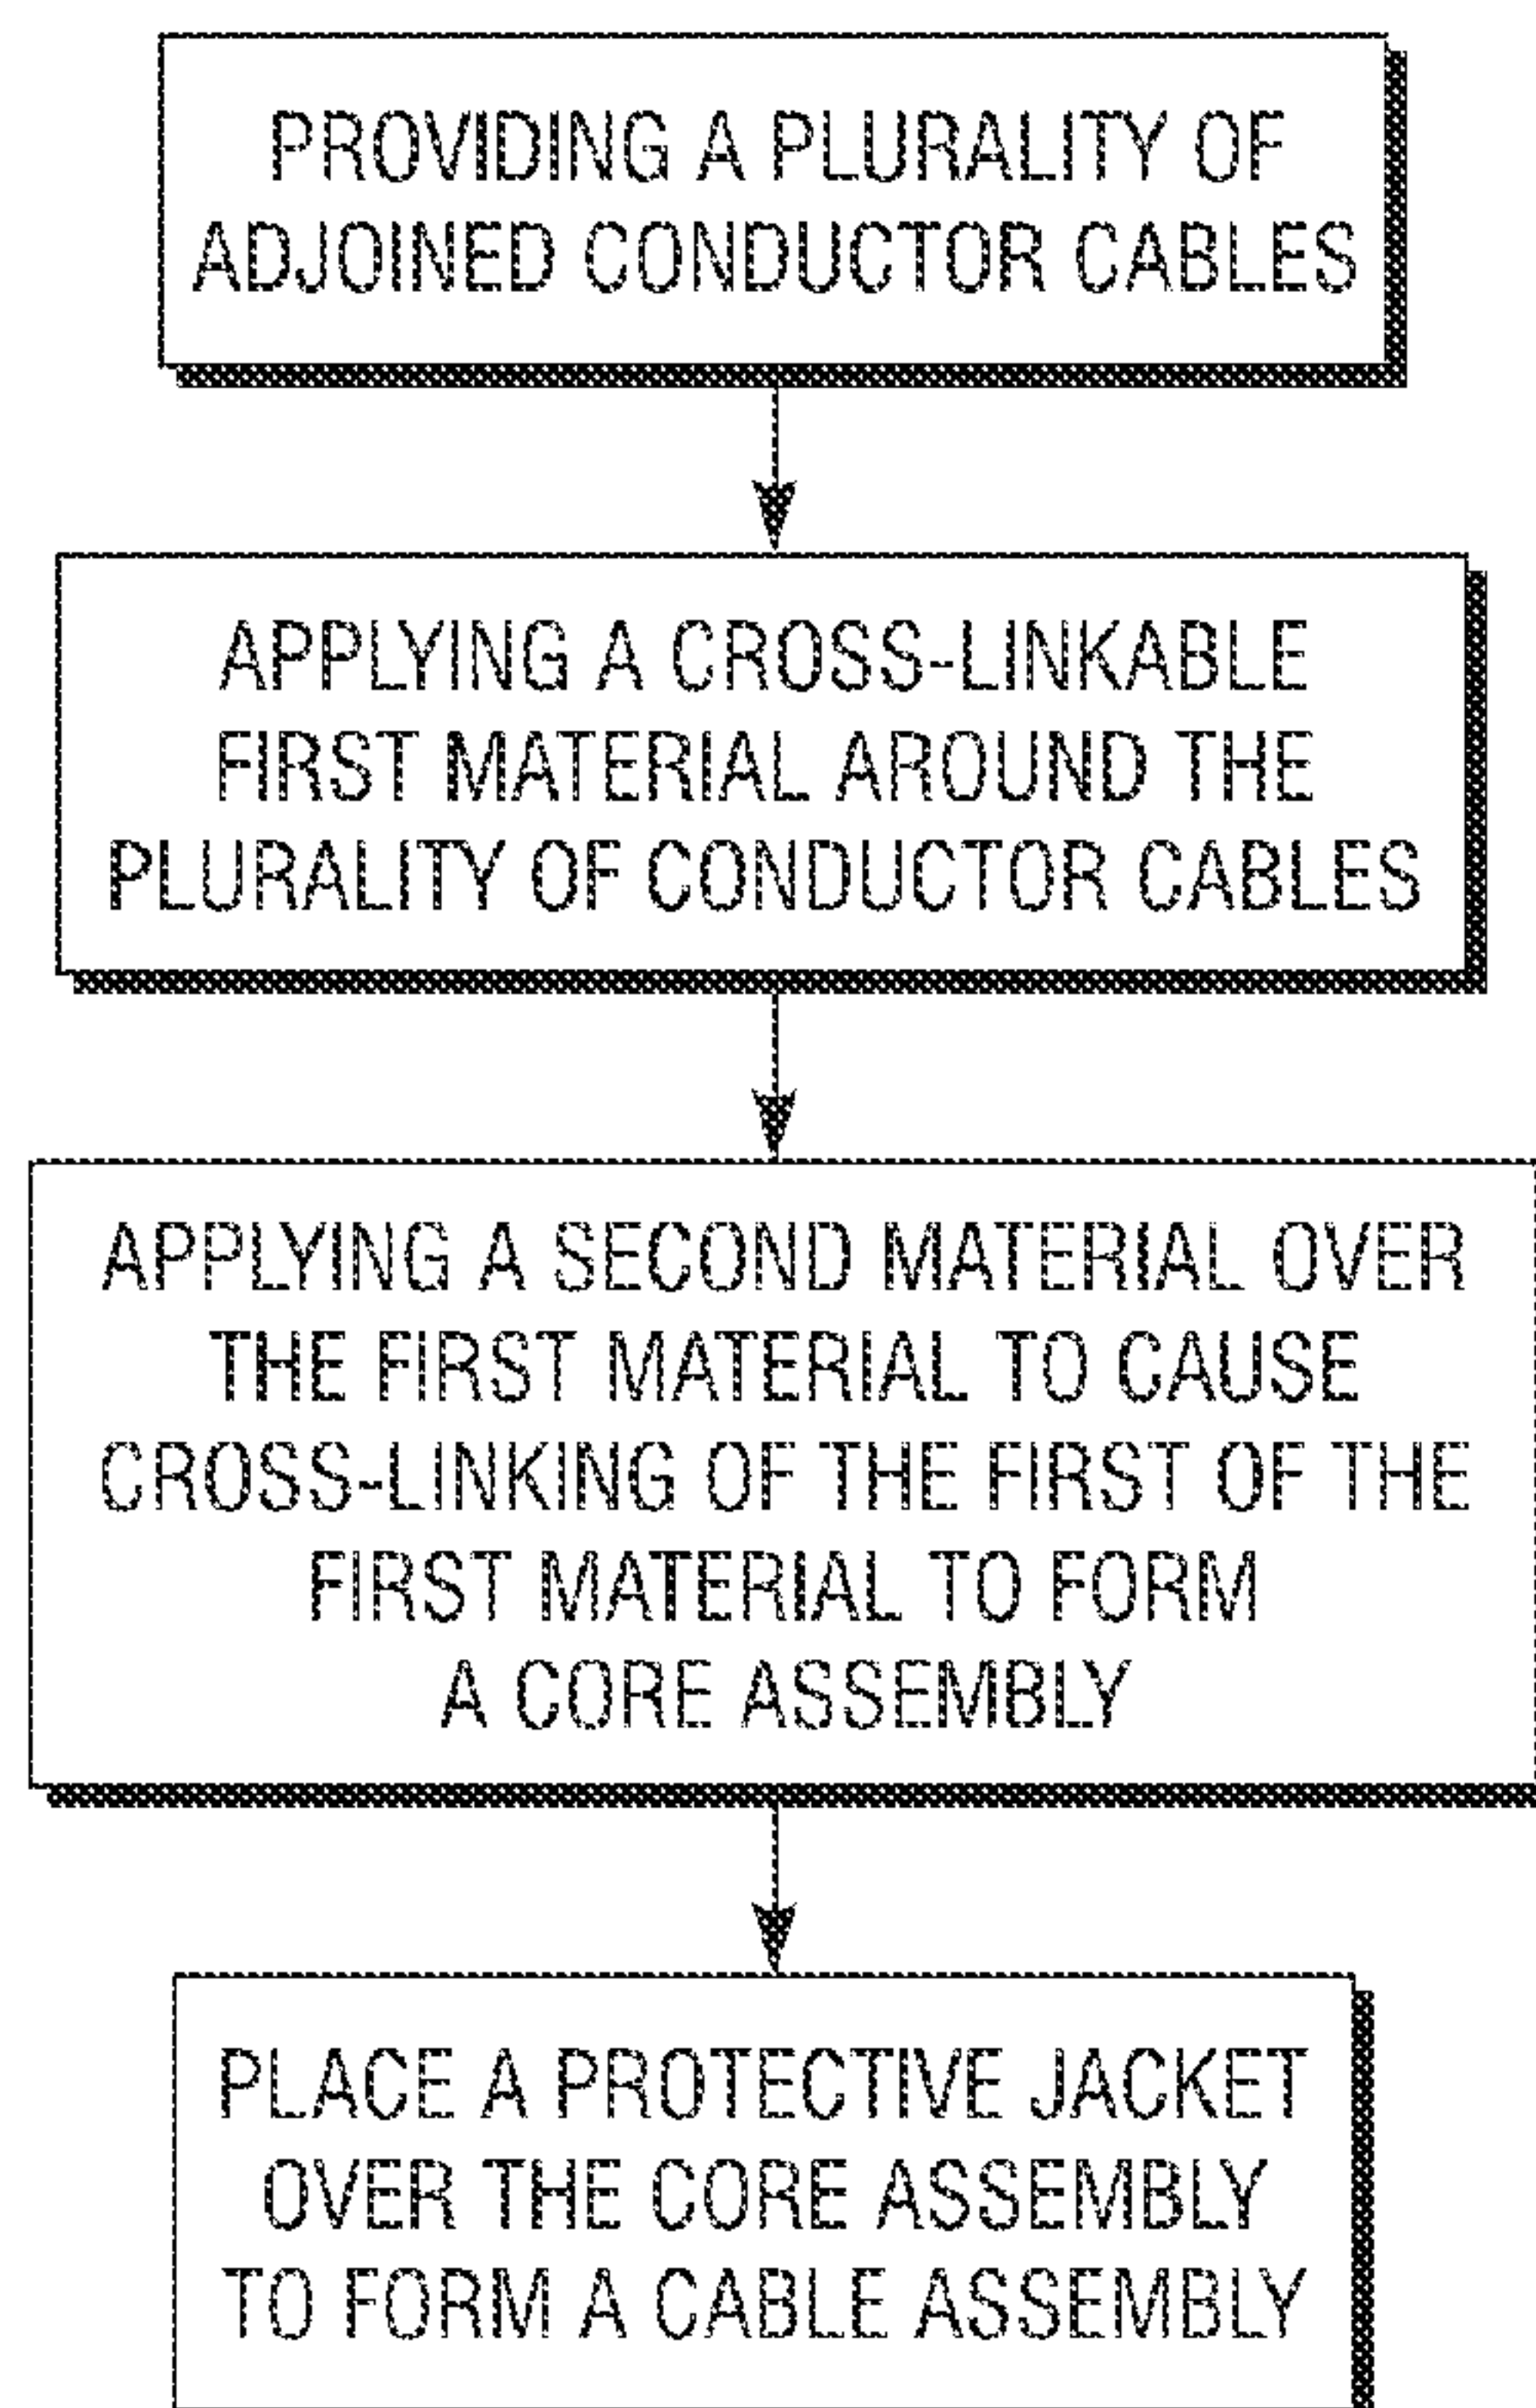 PROVIDING A PLURALITY OF
ADJOINED CONDUCTOR CABLES
APPLYING A CROSS-LINKABLE
FIRST MATERIAL AROUND THE
PLURALITY OF CONDUCTOR CABLES
APPLYING A SECOND MATERIAL OVER
THE FIRST MATERIAL TO CAUSE
CROSS-LINKING OF THE FIRST OF THE
FIRST MATERIAL TO FORM
A CORE ASSEMBLY
PLACE A PROTECTIVE JACKET
OVER THE CORE ASSEMBLY
TO FORM A CABLE ASSEMBLY